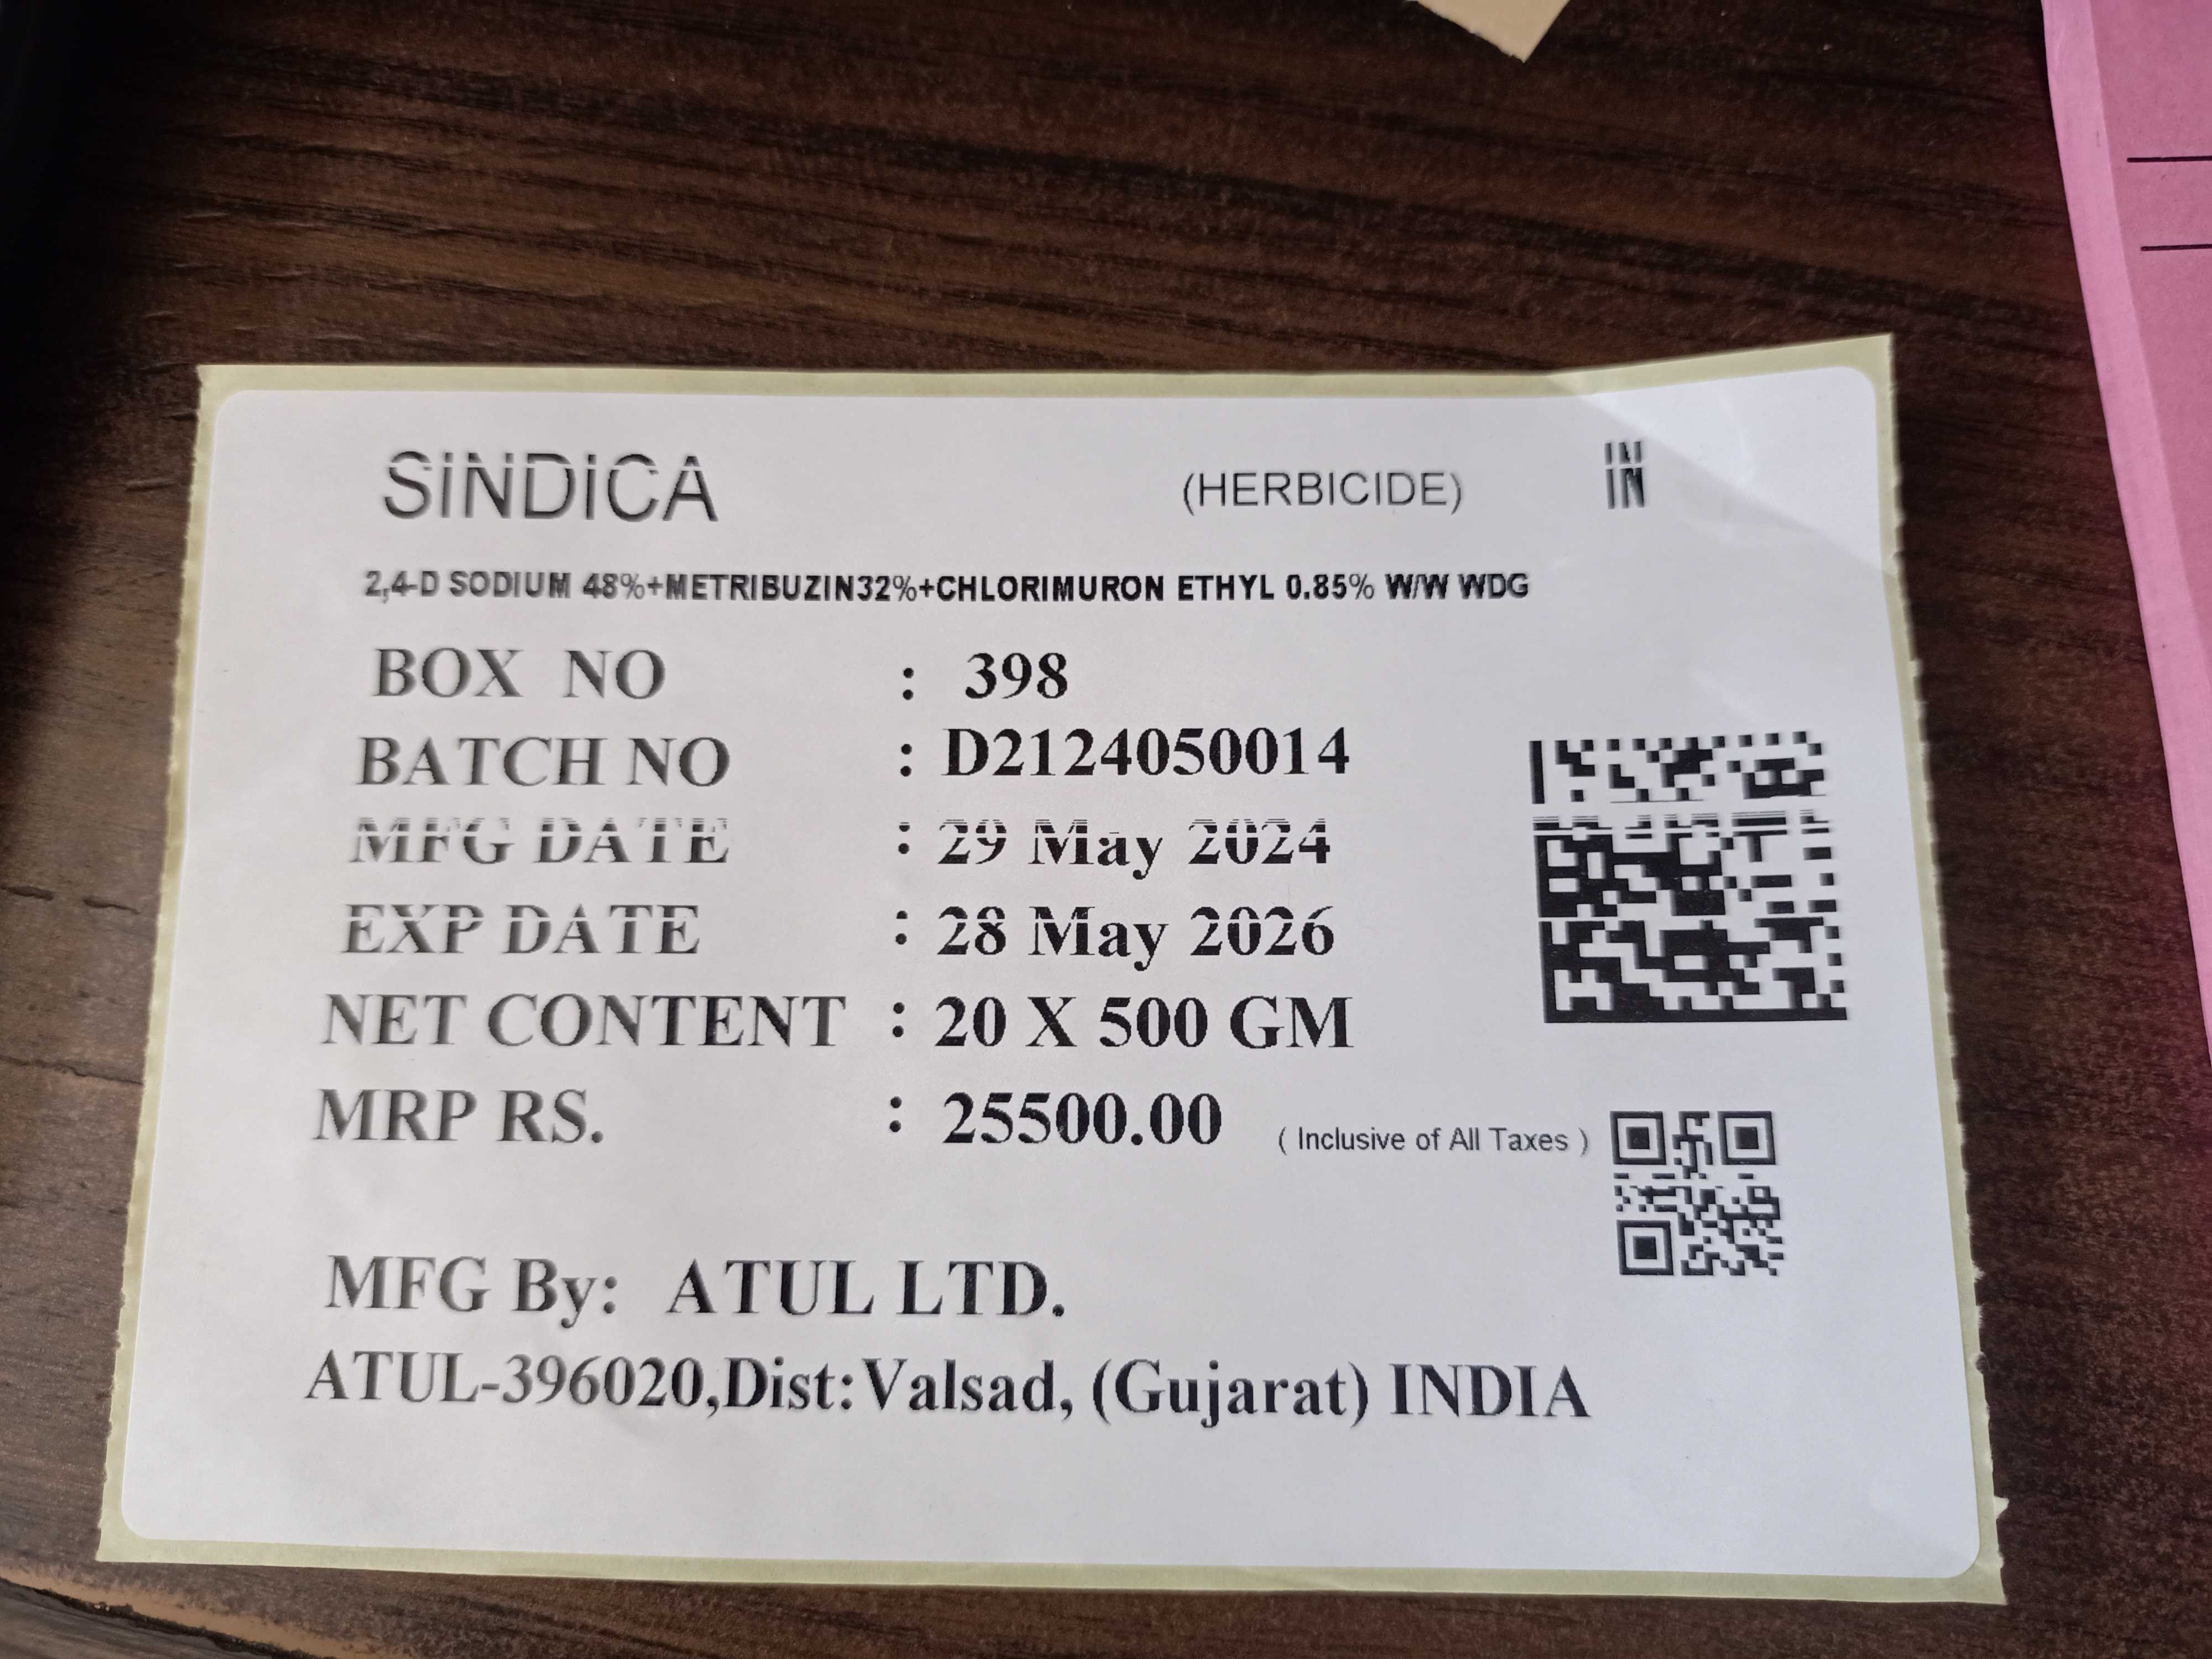 SiNDiCA (HERBICIDE) IN
2,4-D SODIUM 48%+METRIBUZIN32%+CHLORIMURON ETHYL 0.85% W/W WDG
BOX NO : 398
BATCH NO : D2124050014
MFG DATE : 29 May 2024
EXP DATE : 28 May 2026
NET CONTENT : 20 X 500 GM
MRP RS. : 25500.00 ( Inclusive of All Taxes )
MFG By: ATUL LTD.
ATUL-396020,Dist:Valsad, (Gujarat) INDIA